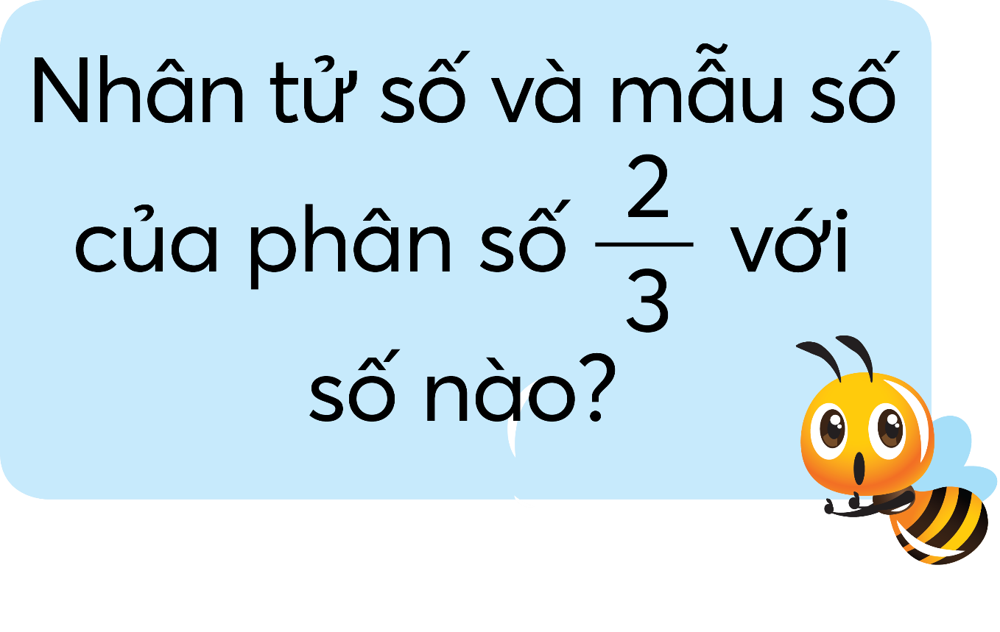 Nhân tử số và mẫu số
của phân số 2/3 với
số nào?